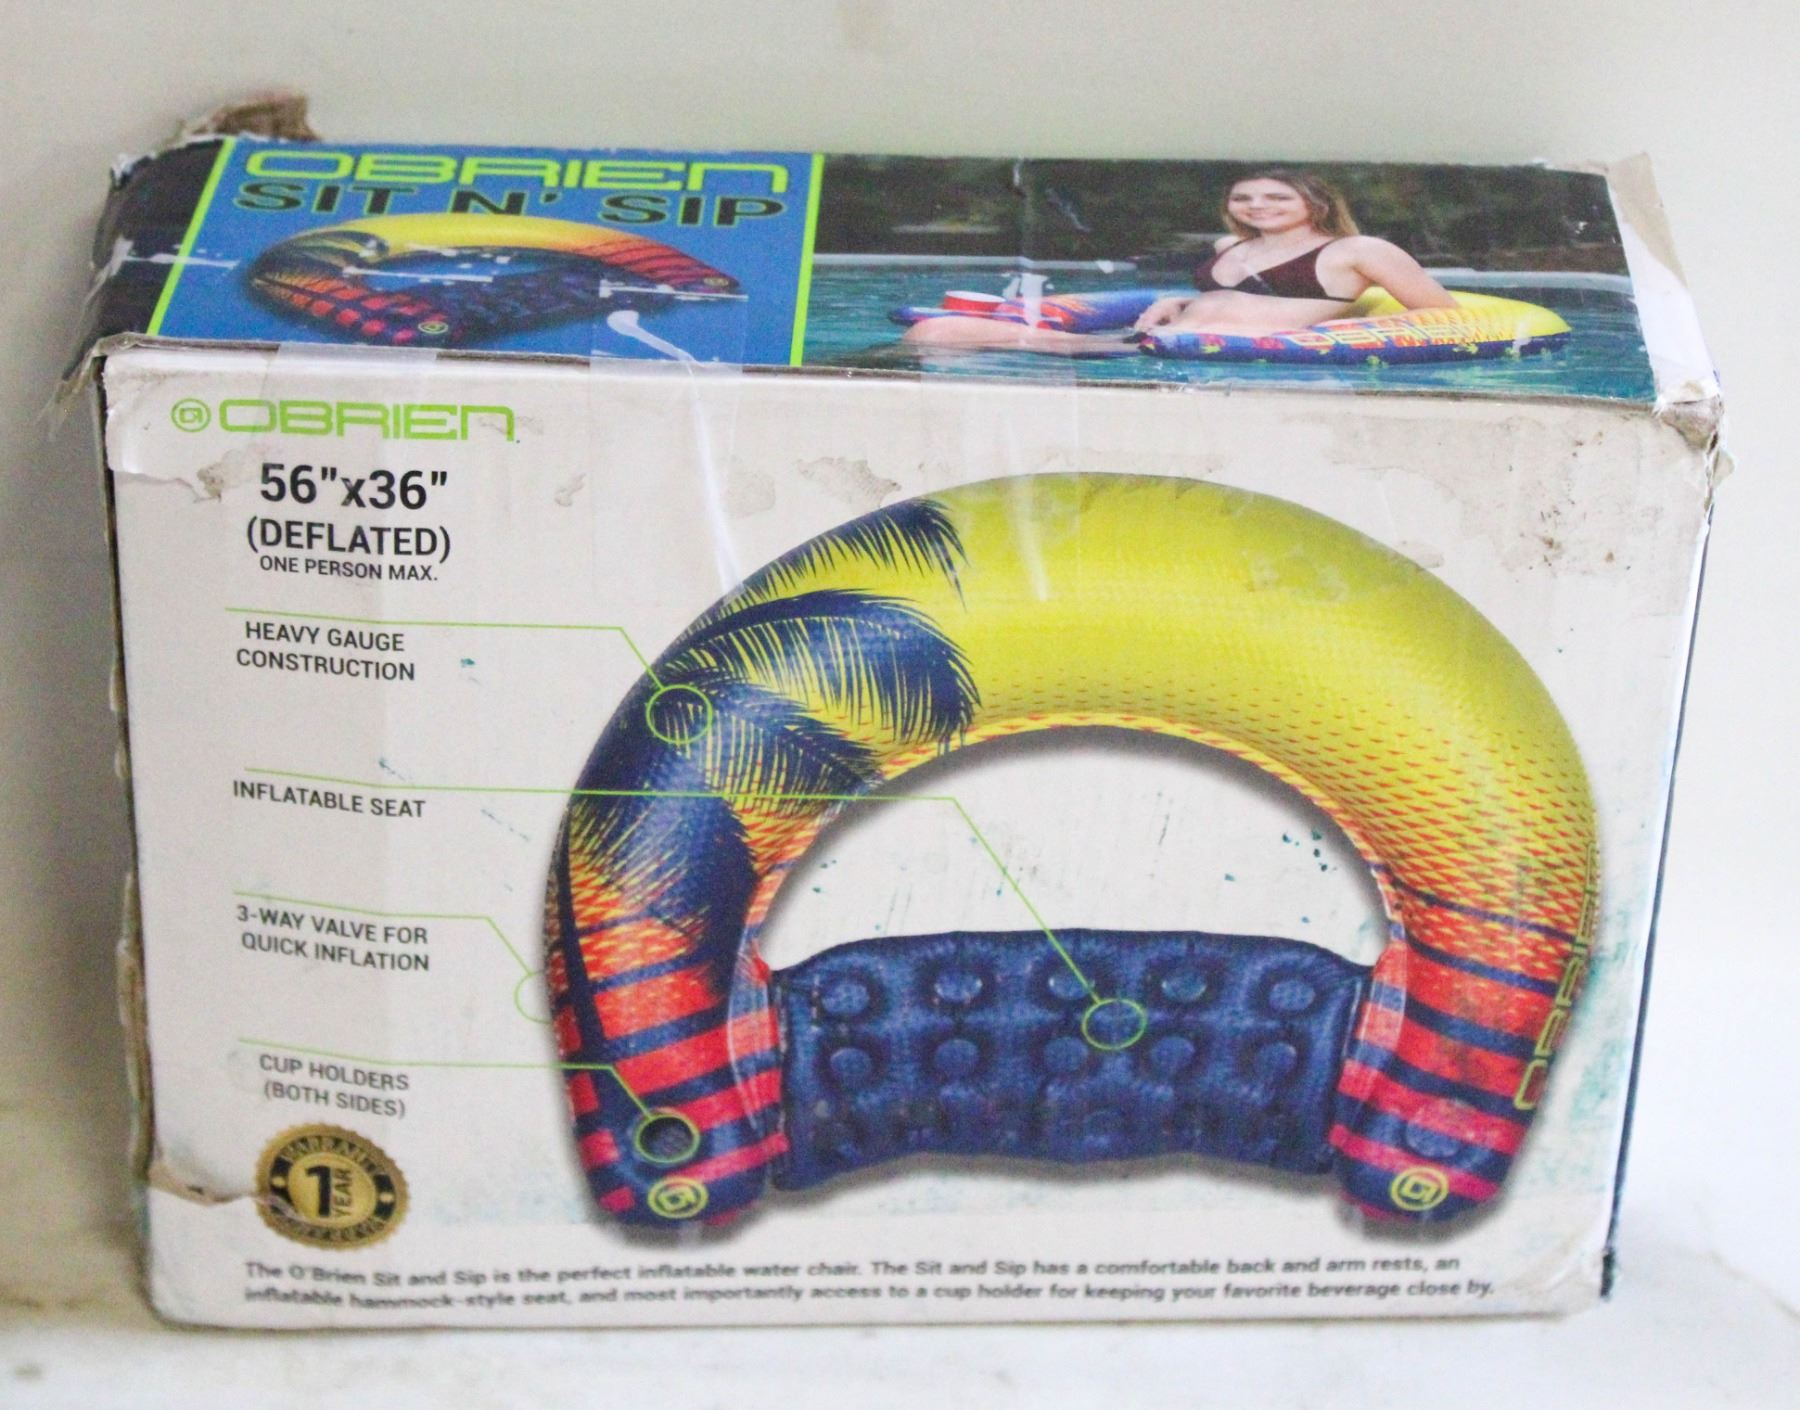 OBRIEN
SIT N' SIP
OBRIEN
OBRIEN
56"x36"
(DEFLATED)
ONE PERSON MAX.
HEAVY GAUGE
CONSTRUCTION
INFLATABLE SEAT
3-WAY VALVE FOR
QUICK INFLATION
CUP HOLDERS
(BOTH SIDES)
WARRANTY
1 YEAR
WARRANTY
OBRIEN
The O'Brien Sit and Sip is the perfect inflatable water chair. The Sit and Sip has a comfortable back and arm rests, an
inflatable hammock-style seat, and most importantly access to a cup holder for keeping your favorite beverage close by.